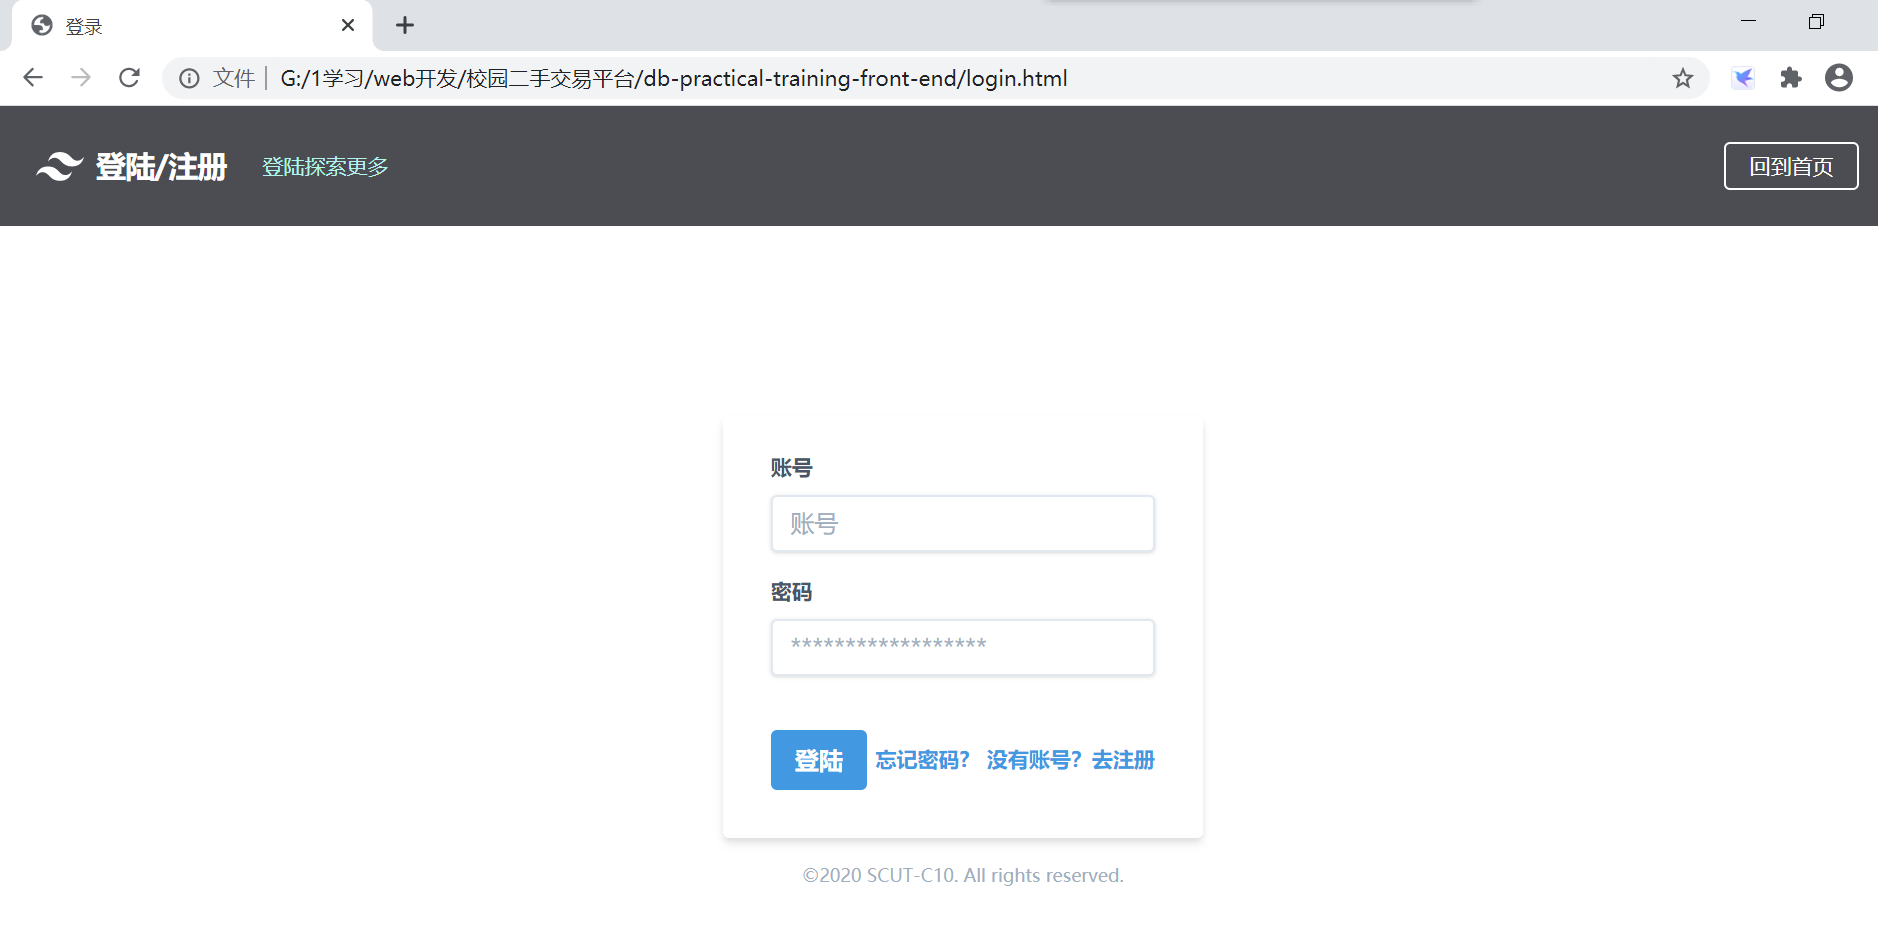 登录
文件 G:/1学习/web开发/校园二手交易平台/db-practical-training-front-end/login.html
登陆/注册 登陆探索更多 回到首页
账号
账号
密码
******************
登陆 忘记密码? 没有账号? 去注册
©2020 SCUT-C10. All rights reserved.